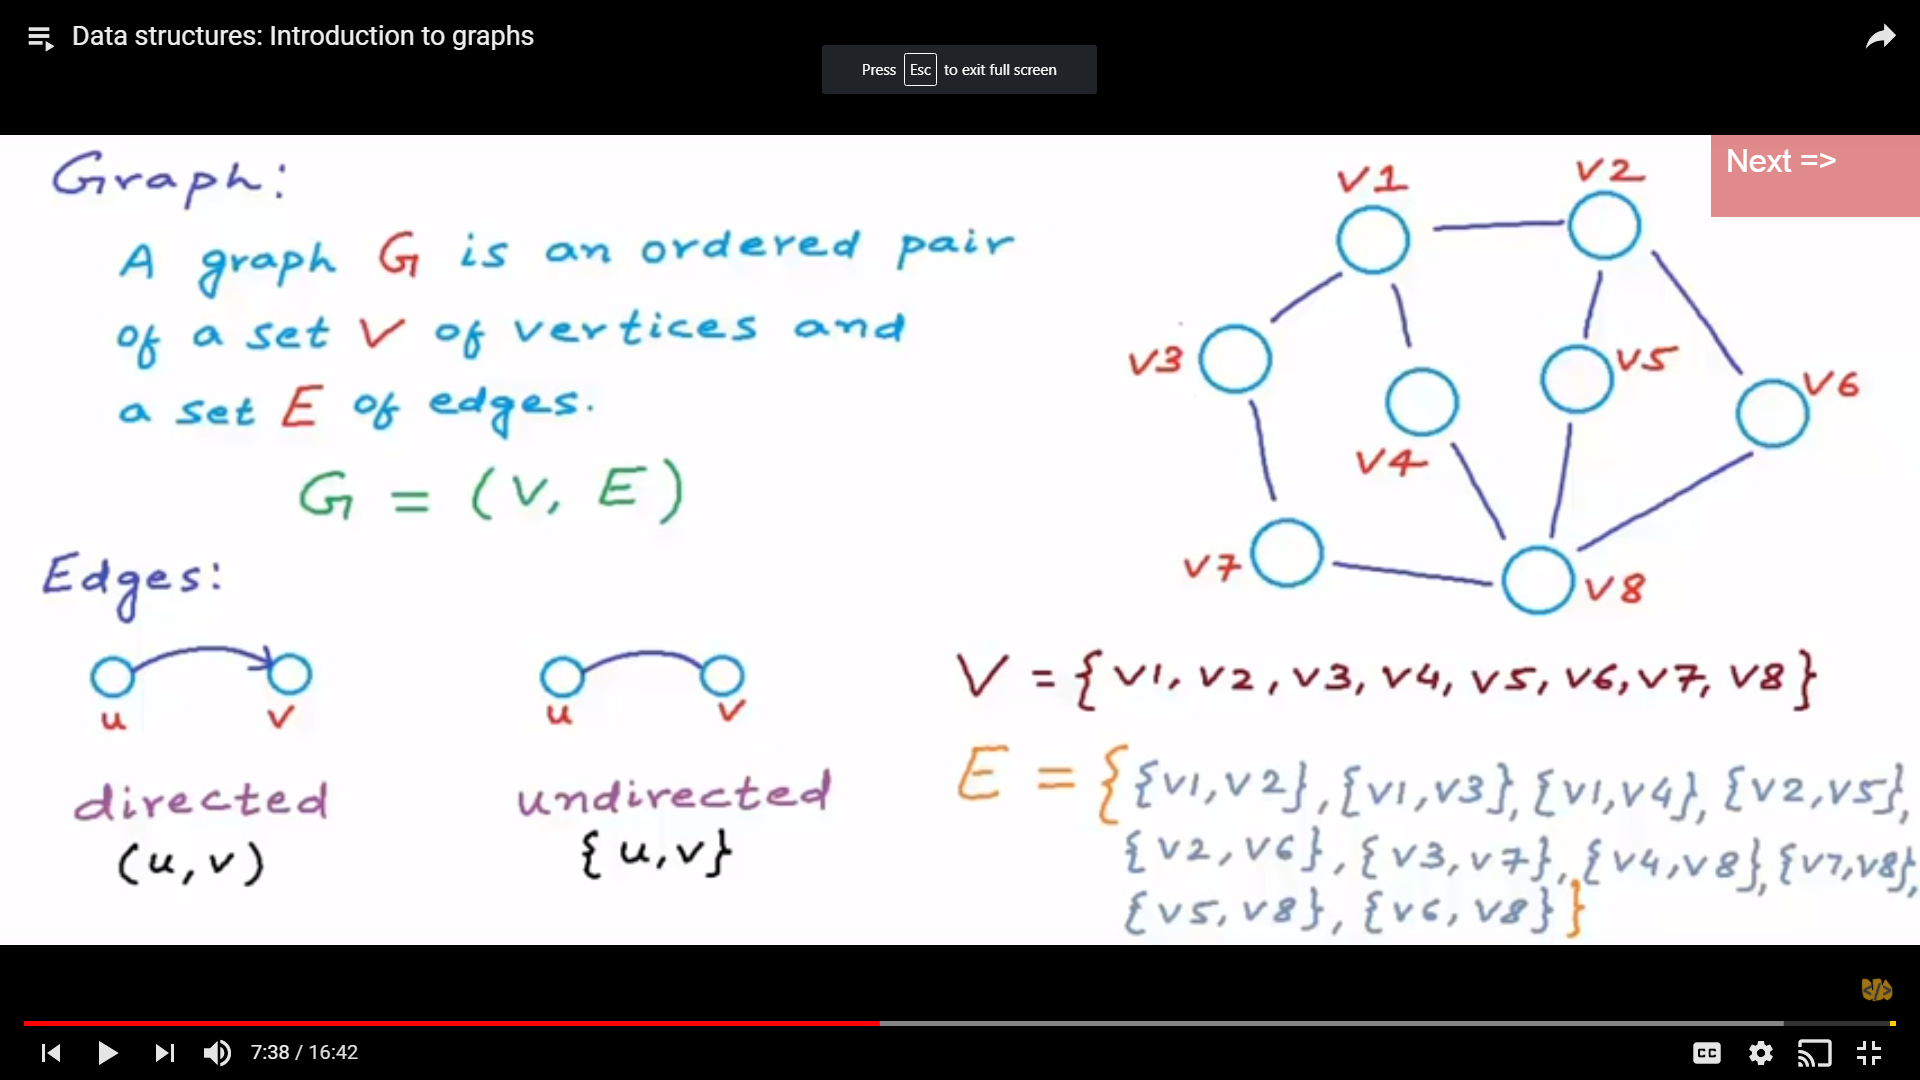 Data structures: Introduction to graphs
Press Esc to exit full screen
Next =>
Graph:
A graph G is an ordered pair
of a set V of vertices and
a set E of edges.
G = (V, E)
Edges:
u
v
directed
(u, v)
u
v
undirected
{u, v}
V1
V2
V3
V4
V5
V6
V7
V8
V = {V1, V2, V3, V4, V5, V6, V7, V8}
E = {{V1, V2}, {V1, V3}, {V1, V4}, {V2, V5},
{V2, V6}, {V3, V7}, {V4, V8}, {V7, V8},
{V5, V8}, {V6, V8}}
7:38 / 16:42
CC